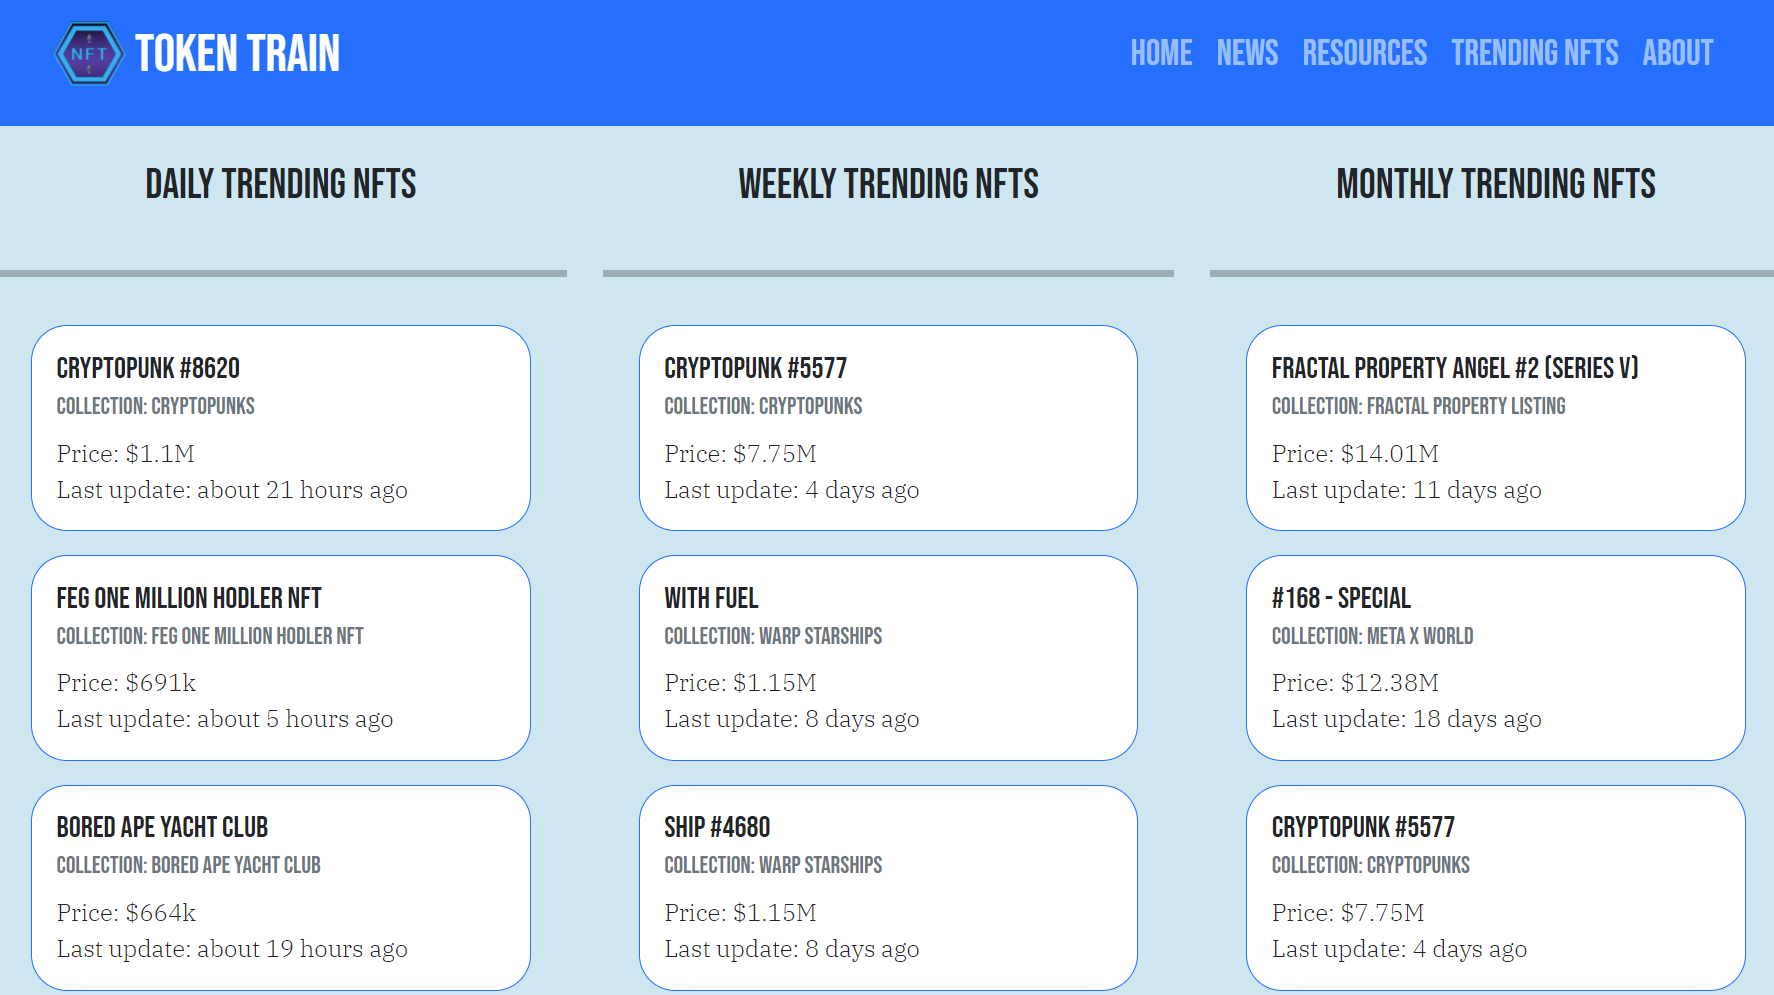 NFT
TOKEN TRAIN
HOME NEWS RESOURCES TRENDING NFTS ABOUT
DAILY TRENDING NFTS
CRYPTOPUNK #8620
COLLECTION: CRYPTOPUNKS
Price: $1.1M
Last update: about 21 hours ago
FEG ONE MILLION HODLER NFT
COLLECTION: FEG ONE MILLION HODLER NFT
Price: $691k
Last update: about 5 hours ago
BORED APE YACHT CLUB
COLLECTION: BORED APE YACHT CLUB
Price: $664k
Last update: about 19 hours ago
WEEKLY TRENDING NFTS
CRYPTOPUNK #5577
COLLECTION: CRYPTOPUNKS
Price: $7.75M
Last update: 4 days ago
WITH FUEL
COLLECTION: WARP STARSHIPS
Price: $1.15M
Last update: 8 days ago
SHIP #4680
COLLECTION: WARP STARSHIPS
Price: $1.15M
Last update: 8 days ago
MONTHLY TRENDING NFTS
FRACTAL PROPERTY ANGEL #2 (SERIES V)
COLLECTION: FRACTAL PROPERTY LISTING
Price: $14.01M
Last update: 11 days ago
#168 - SPECIAL
COLLECTION: META X WORLD
Price: $12.38M
Last update: 18 days ago
CRYPTOPUNK #5577
COLLECTION: CRYPTOPUNKS
Price: $7.75M
Last update: 4 days ago